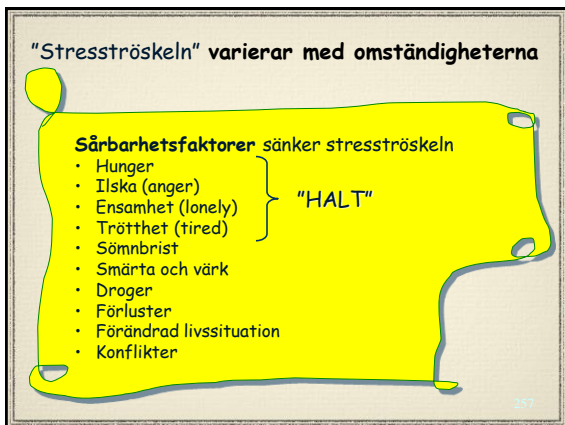 "Stresströskeln" varierar med omständigheterna
Sårbarhetsfaktorer sänker stresströskeln
• Hunger
• Ilska (anger)
• Ensamhet (lonely)
• Trötthet (tired)
"HALT"
• Sömnbrist
• Smärta och värk
• Droger
• Förluster
• Förändrad livssituation
• Konflikter
257